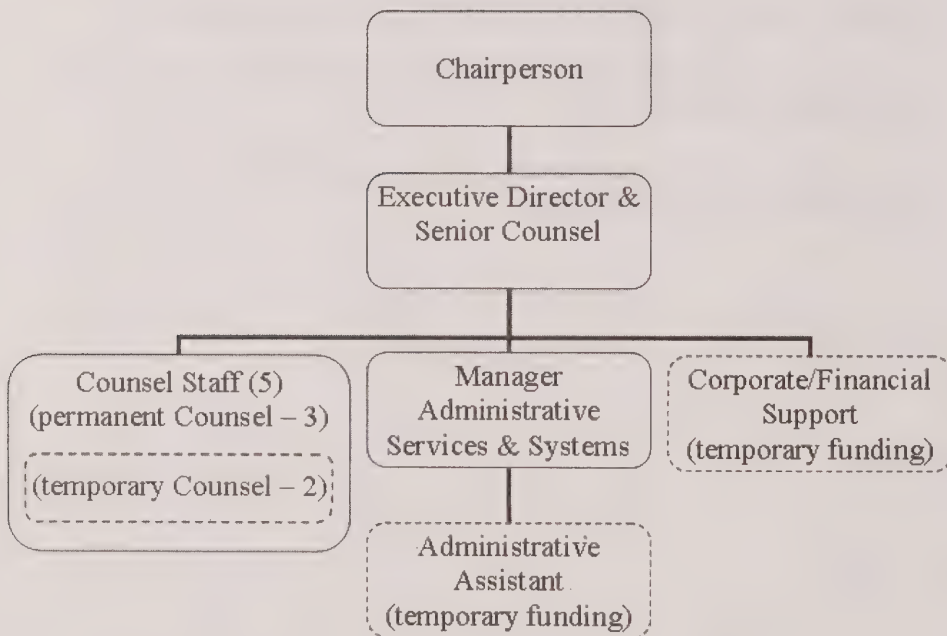 Chairperson
Executive Director &
Senior Counsel
Counsel Staff (5)
(permanent Counsel – 3)
(temporary Counsel – 2)
Manager
Administrative
Services & Systems
Corporate/Financial
Support
(temporary funding)
Administrative
Assistant
(temporary funding)